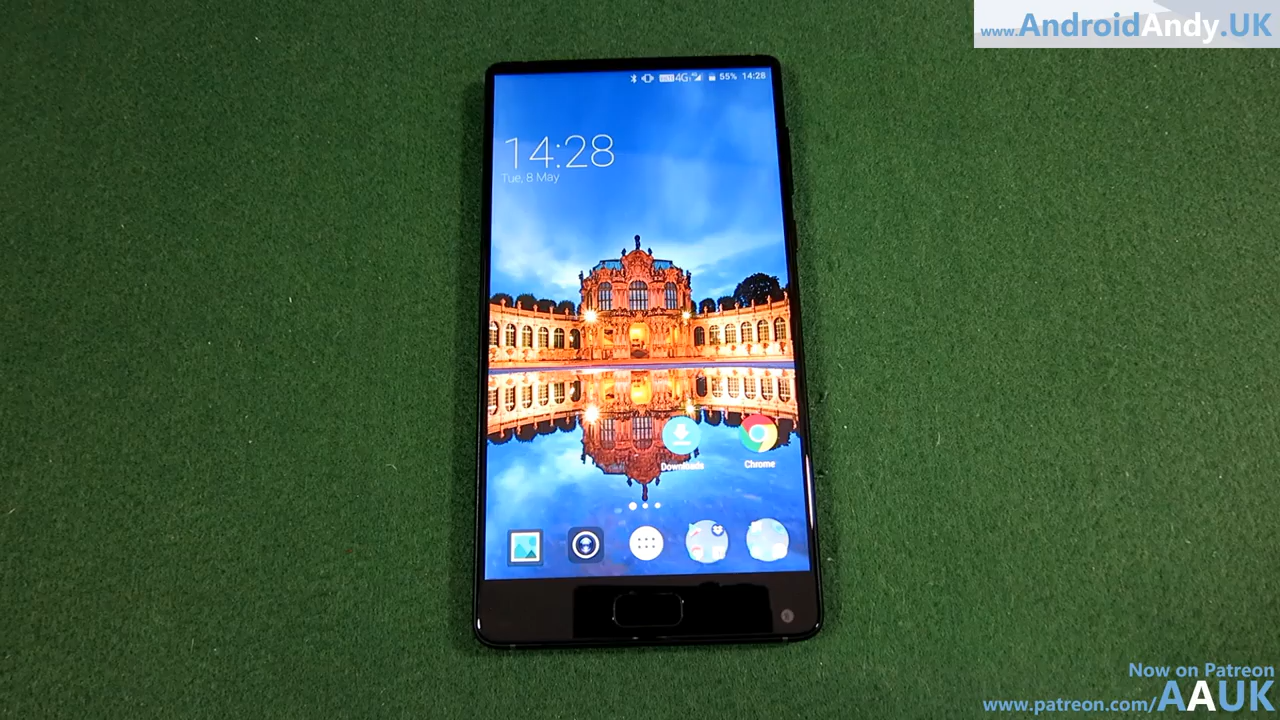 www.AndroidAndy.UK
4G 55% 14:28
14:28
Tue, 8 May
Downloads
Chrome
Now on Patreon
www.patreon.com/AAUK